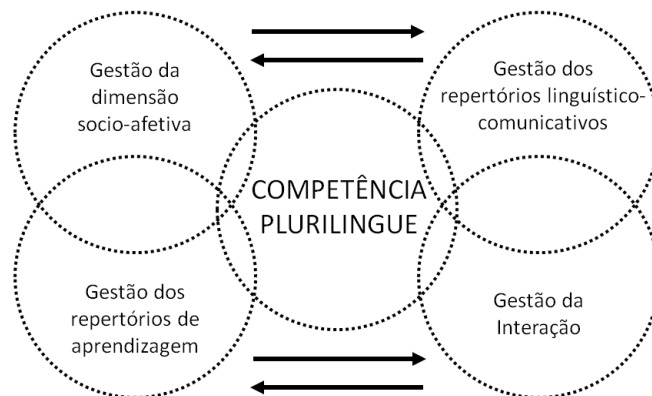 Gestão da
dimensão
socio-afetiva
Gestão dos
repertórios linguístico-
comunicativos
COMPETÊNCIA
PLURILINGUE
Gestão dos
repertórios de
aprendizagem
Gestão da
Interação